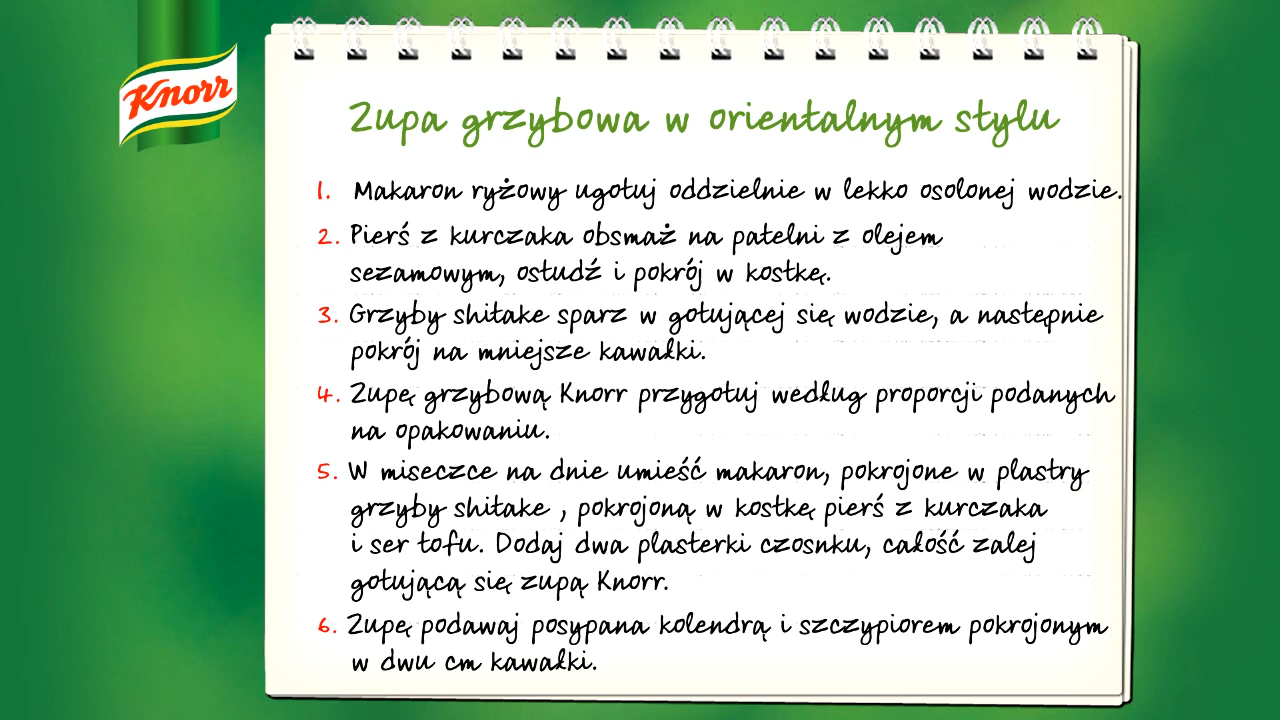 Knorr
Zupa grzybowa w orientalnym stylu
1. Makaron ryżowy ugotuj oddzielnie w lekko osolonej wodzie.
2. Pierś z kurczaka obsmaż na patelni z olejem
sezamowym, ostudź i pokrój w kostkę.
3. Grzyby shitake sparz w gotującej się wodzie, a następnie
pokrój na mniejsze kawałki.
4. Zupę grzybową Knorr przygotuj według proporcji podanych
na opakowaniu.
5. W miseczce na dnie umieść makaron, pokrojone w plastry
grzyby shitake , pokrojoną w kostkę pierś z kurczaka
i ser tofu. Dodaj dwa plasterki czosnku, całość zalej
gotującą się zupą Knorr.
6. Zupę podawaj posypana kolendrą i szczypiorem pokrojonym
w dwu cm kawałki.